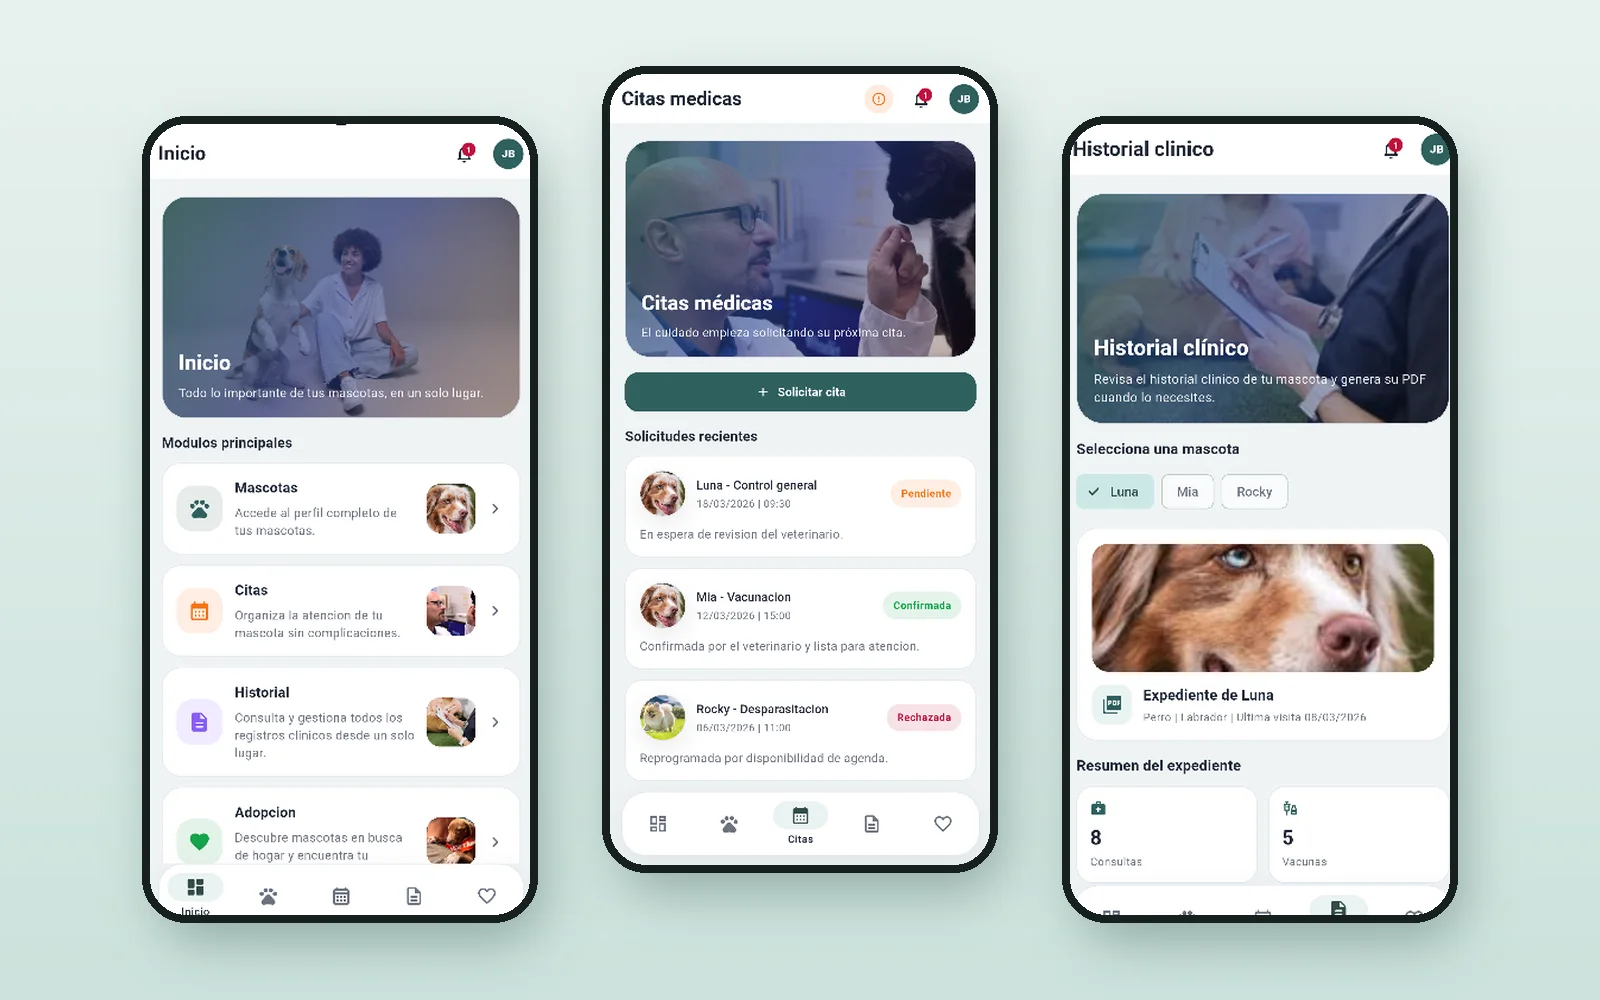 Inicio
1
JB
Inicio
Todo lo importante de tus mascotas, en un solo lugar.
Modulos principales
Mascotas
Accede al perfil completo de
tus mascotas.
Citas
Organiza la atencion de tu
mascota sin complicaciones.
Historial
Consulta y gestiona todos los
registros clinicos desde un solo
lugar.
Adopcion
Descubre mascotas en busca
de hogar y encuentra tu
Inicio
Citas medicas
1
JB
Citas médicas
El cuidado empieza solicitando su próxima cita.
+ Solicitar cita
Solicitudes recientes
Luna - Control general
18/03/2026 | 09:30
Pendiente
En espera de revision del veterinario.
Mia - Vacunacion
12/03/2026 | 15:00
Confirmada
Confirmada por el veterinario y lista para atencion.
Rocky - Desparasitacion
06/03/2026 | 11:00
Rechazada
Reprogramada por disponibilidad de agenda.
Citas
Historial clinico
1
JB
Historial clínico
Revisa el historial clinico de tu mascota y genera su PDF
cuando lo necesites.
Selecciona una mascota
Luna
Mia
Rocky
PDF
Expediente de Luna
Perro | Labrador | Ultima visita 08/03/2026
Resumen del expediente
8
Consultas
5
Vacunas